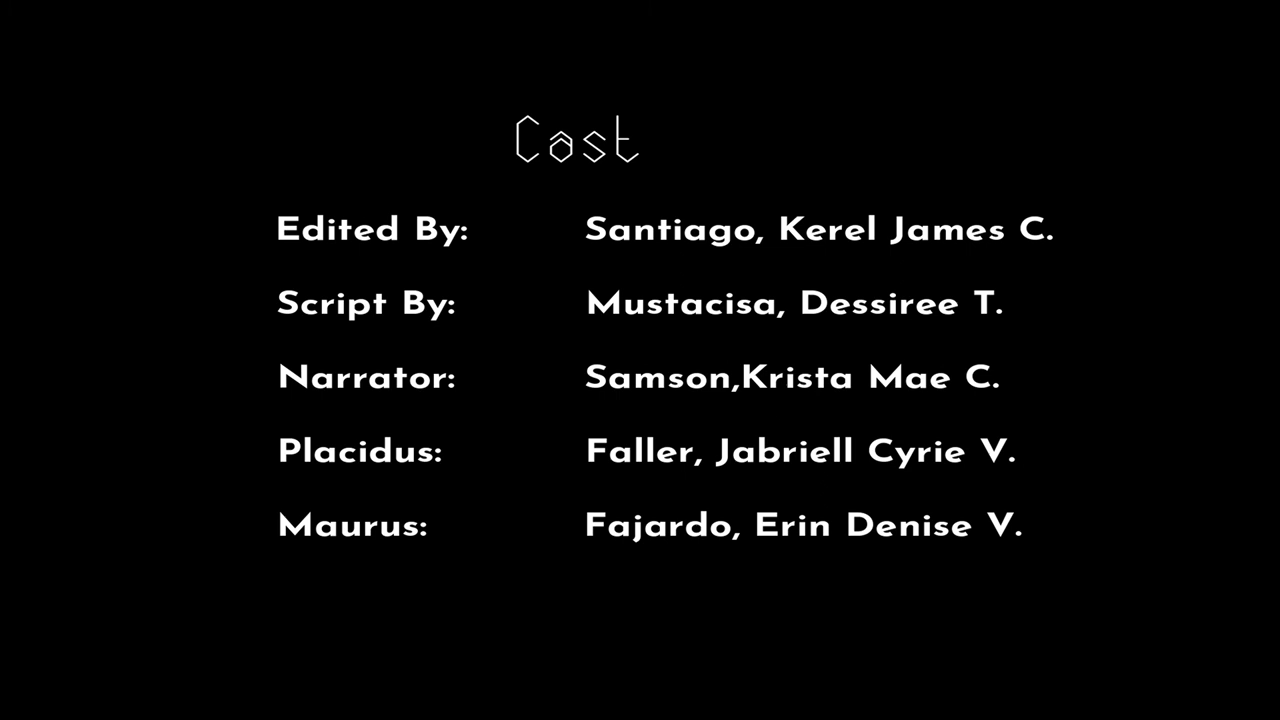 Cast
Edited By: Santiago, Kerel James C.
Script By: Mustacisa, Dessiree T.
Narrator: Samson,Krista Mae C.
Placidus: Faller, Jabriell Cyrie V.
Maurus: Fajardo, Erin Denise V.